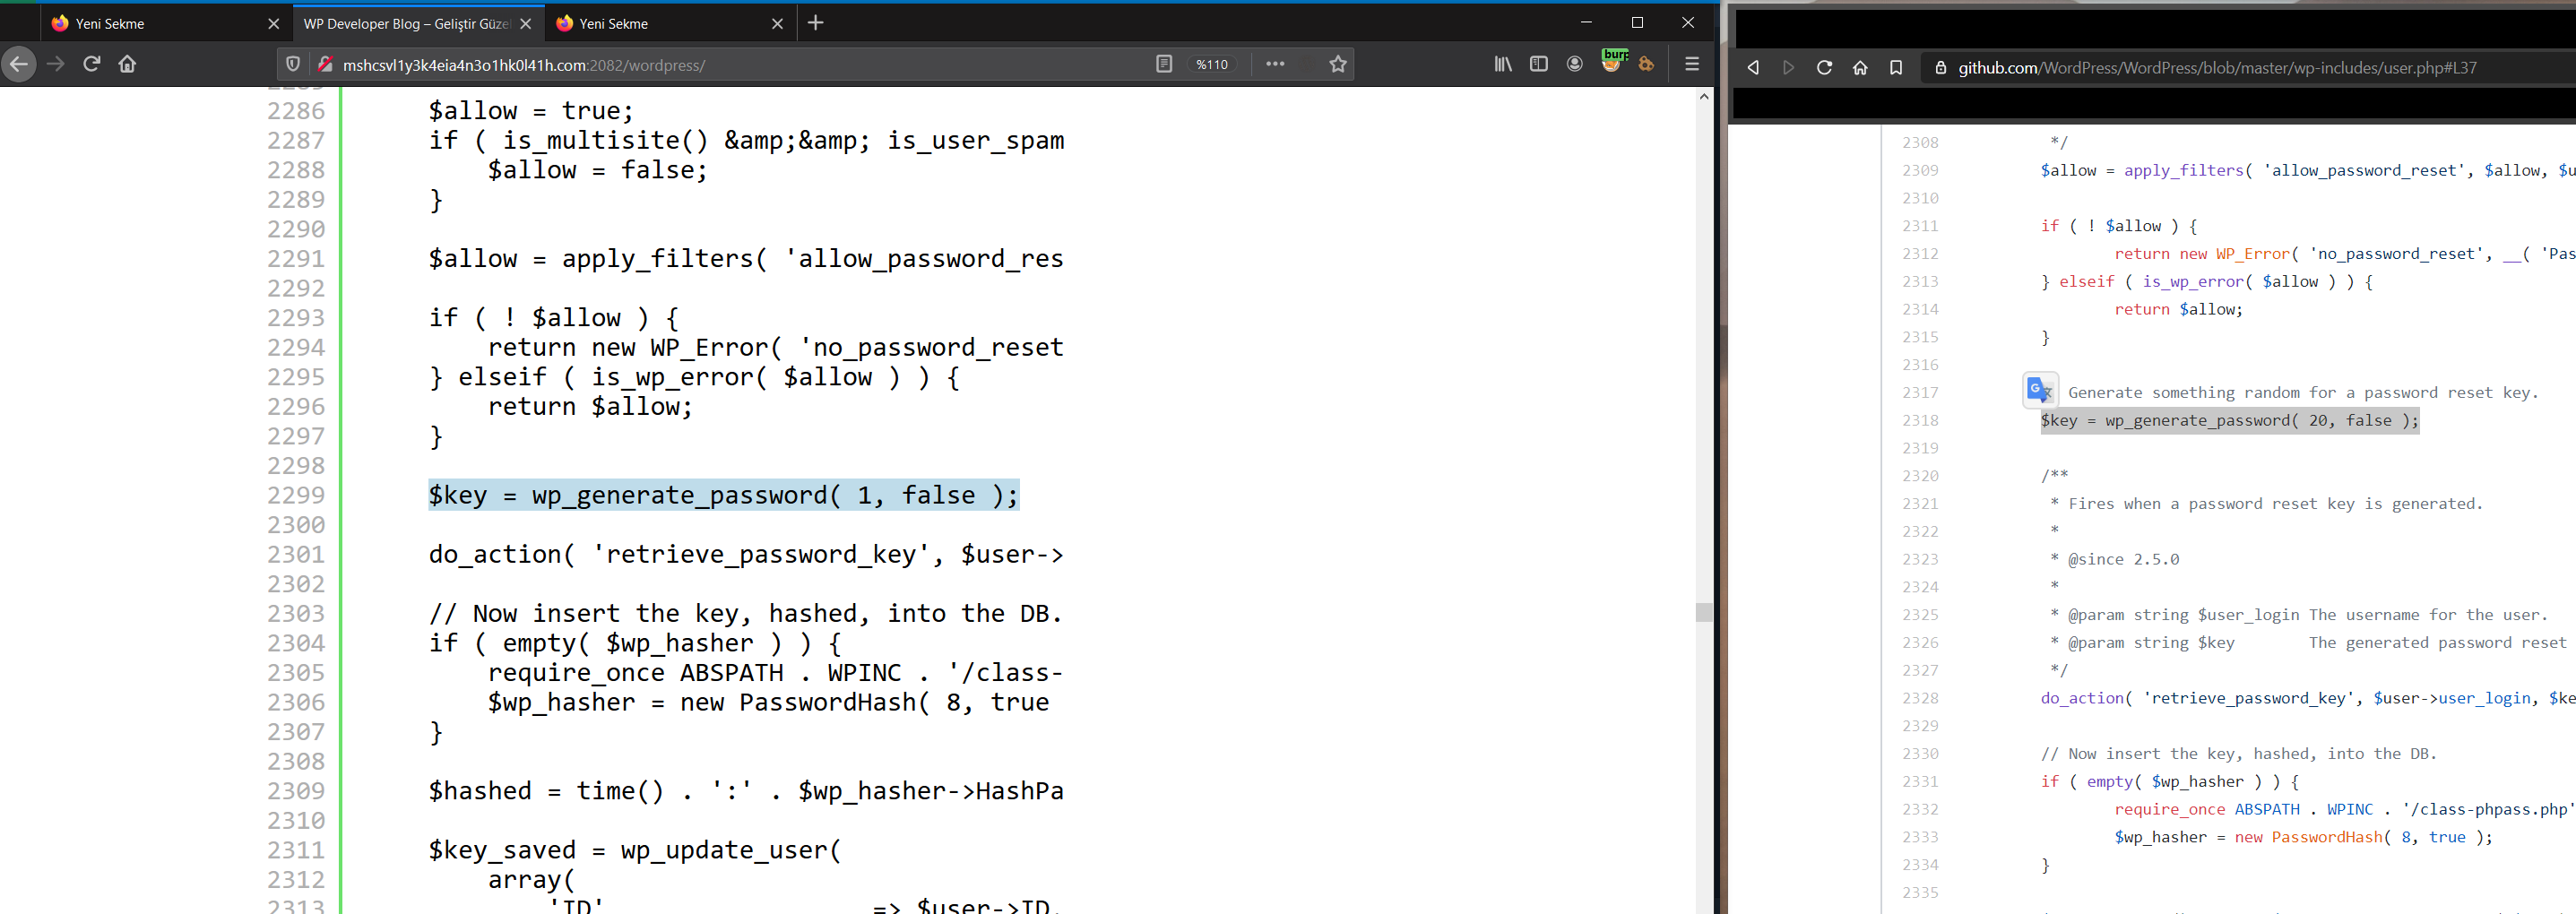 Yeni Sekme
WP Developer Blog – Geliştir Güzel
Yeni Sekme
mshcsvl1y3k4eia4n3o1hk0l41h.com:2082/wordpress/
%110
burp
2286 $allow = true;
2287 if ( is_multisite() &amp;&amp; is_user_spam
2288 $allow = false;
2289 }
2290
2291 $allow = apply_filters( 'allow_password_res
2292
2293 if ( ! $allow ) {
2294 return new WP_Error( 'no_password_reset
2295 } elseif ( is_wp_error( $allow ) ) {
2296 return $allow;
2297 }
2298
2299 $key = wp_generate_password( 1, false );
2300
2301 do_action( 'retrieve_password_key', $user->
2302
2303 // Now insert the key, hashed, into the DB.
2304 if ( empty( $wp_hasher ) ) {
2305 require_once ABSPATH . WPINC . '/class-
2306 $wp_hasher = new PasswordHash( 8, true
2307 }
2308
2309 $hashed = time() . ':' . $wp_hasher->HashPa
2310
2311 $key_saved = wp_update_user(
2312 array(
2313 'ID' => $user->ID,
github.com/WordPress/WordPress/blob/master/wp-includes/user.php#L37
2308 */
2309 $allow = apply_filters( 'allow_password_reset', $allow, $u
2310
2311 if ( ! $allow ) {
2312 return new WP_Error( 'no_password_reset', __( 'Pas
2313 } elseif ( is_wp_error( $allow ) ) {
2314 return $allow;
2315 }
2316
2317 Generate something random for a password reset key.
2318 $key = wp_generate_password( 20, false );
2319
2320 /**
2321 * Fires when a password reset key is generated.
2322 *
2323 * @since 2.5.0
2324 *
2325 * @param string $user_login The username for the user.
2326 * @param string $key The generated password reset
2327 */
2328 do_action( 'retrieve_password_key', $user->user_login, $ke
2329
2330 // Now insert the key, hashed, into the DB.
2331 if ( empty( $wp_hasher ) ) {
2332 require_once ABSPATH . WPINC . '/class-phpass.php'
2333 $wp_hasher = new PasswordHash( 8, true );
2334 }
2335